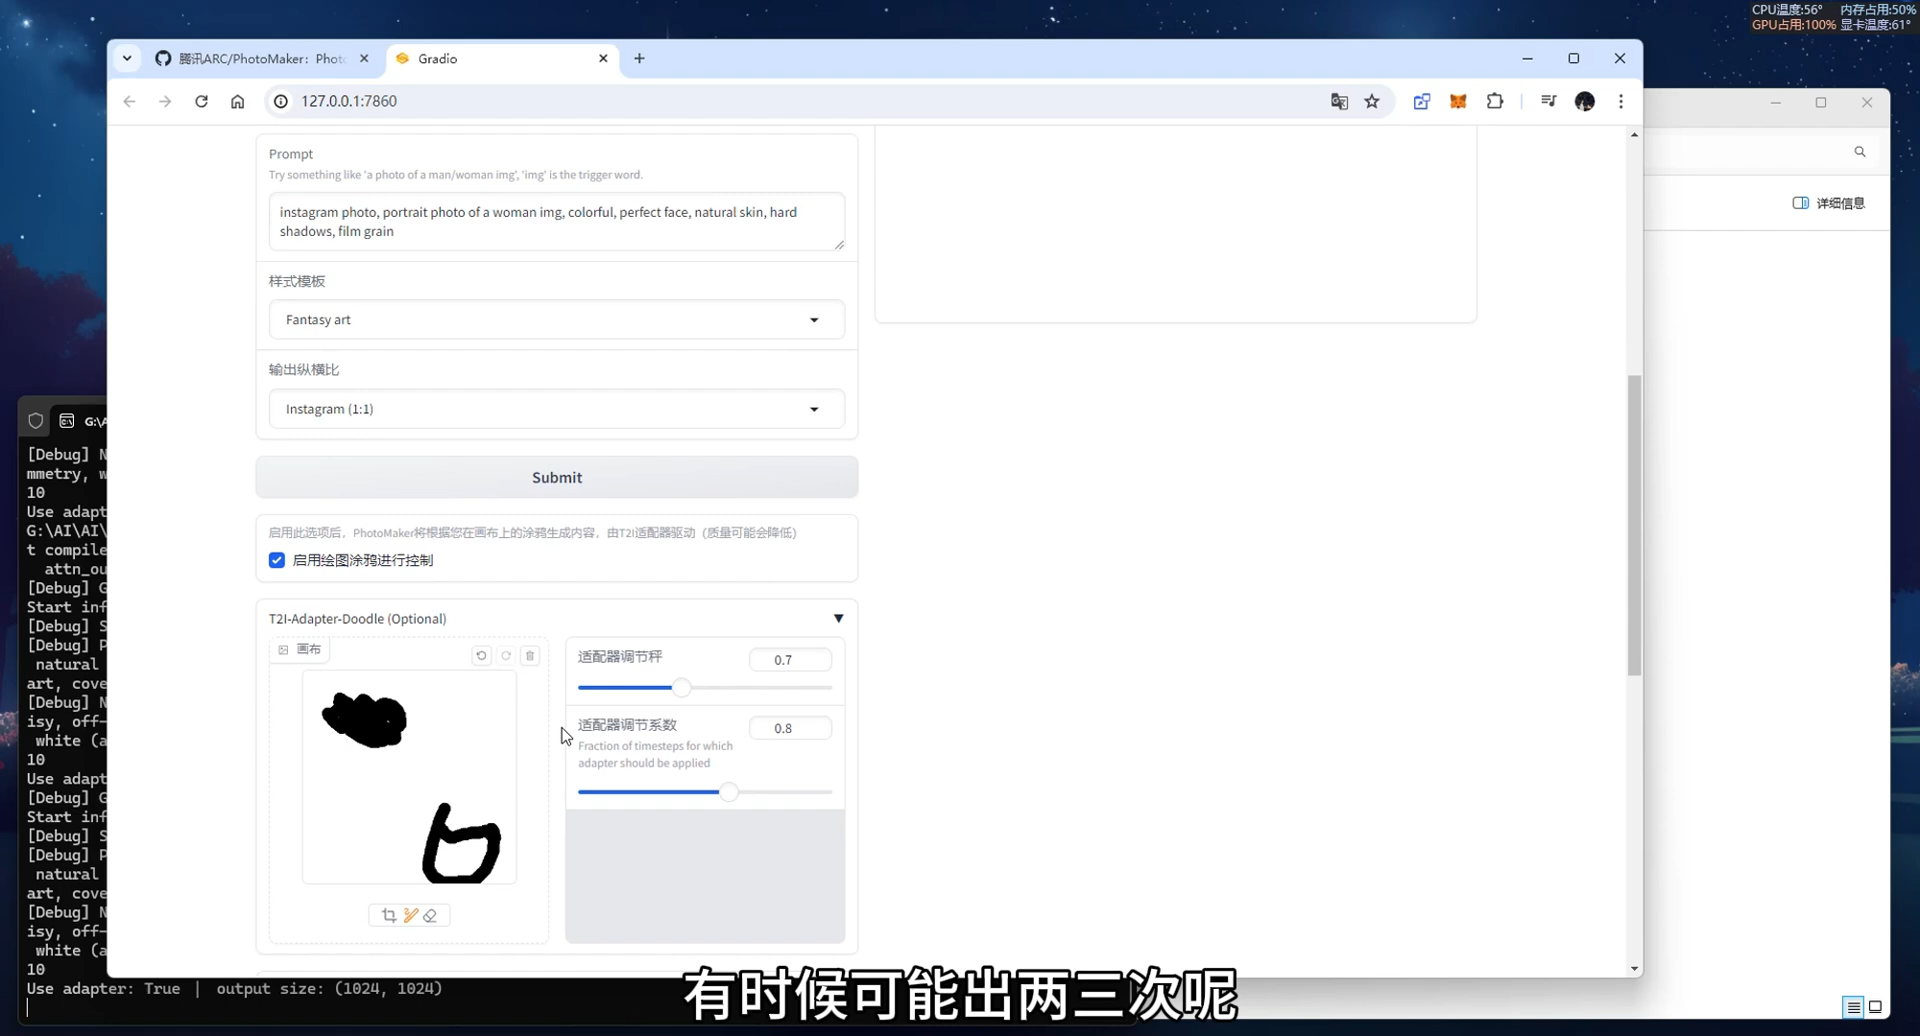 CPU温度:56° 内存占用:50%
GPU占用:100% 显卡温度:61°
腾讯ARC/PhotoMaker: Phot
Gradio
127.0.0.1:7860
Prompt
Try something like 'a photo of a man/woman img', 'img' is the trigger word.
instagram photo, portrait photo of a woman img, colorful, perfect face, natural skin, hard
shadows, film grain
样式模板
Fantasy art
输出纵横比
Instagram (1:1)
Submit
启用此选项后，PhotoMaker将根据您在画布上的涂鸦生成内容，由T2I适配器驱动（质量可能会降低）
启用绘图涂鸦进行控制
T2I-Adapter-Doodle (Optional)
画布
适配器调节秤
0.7
适配器调节系数
0.8
Fraction of timesteps for which
adapter should be applied
详细信息
G:\A
[Debug] N
mmetry, w
10
Use adapt
G:\AI\AI\
t compile
attn_ou
[Debug] G
Start inf
[Debug] S
[Debug] P
natural
art, cove
[Debug] N
isy, off-
white (a
10
Use adapt
[Debug] G
Start inf
[Debug] S
[Debug] P
natural
art, cove
[Debug] N
isy, off-
white (a
10
Use adapter: True | output size: (1024, 1024)
有时候可能出两三次呢